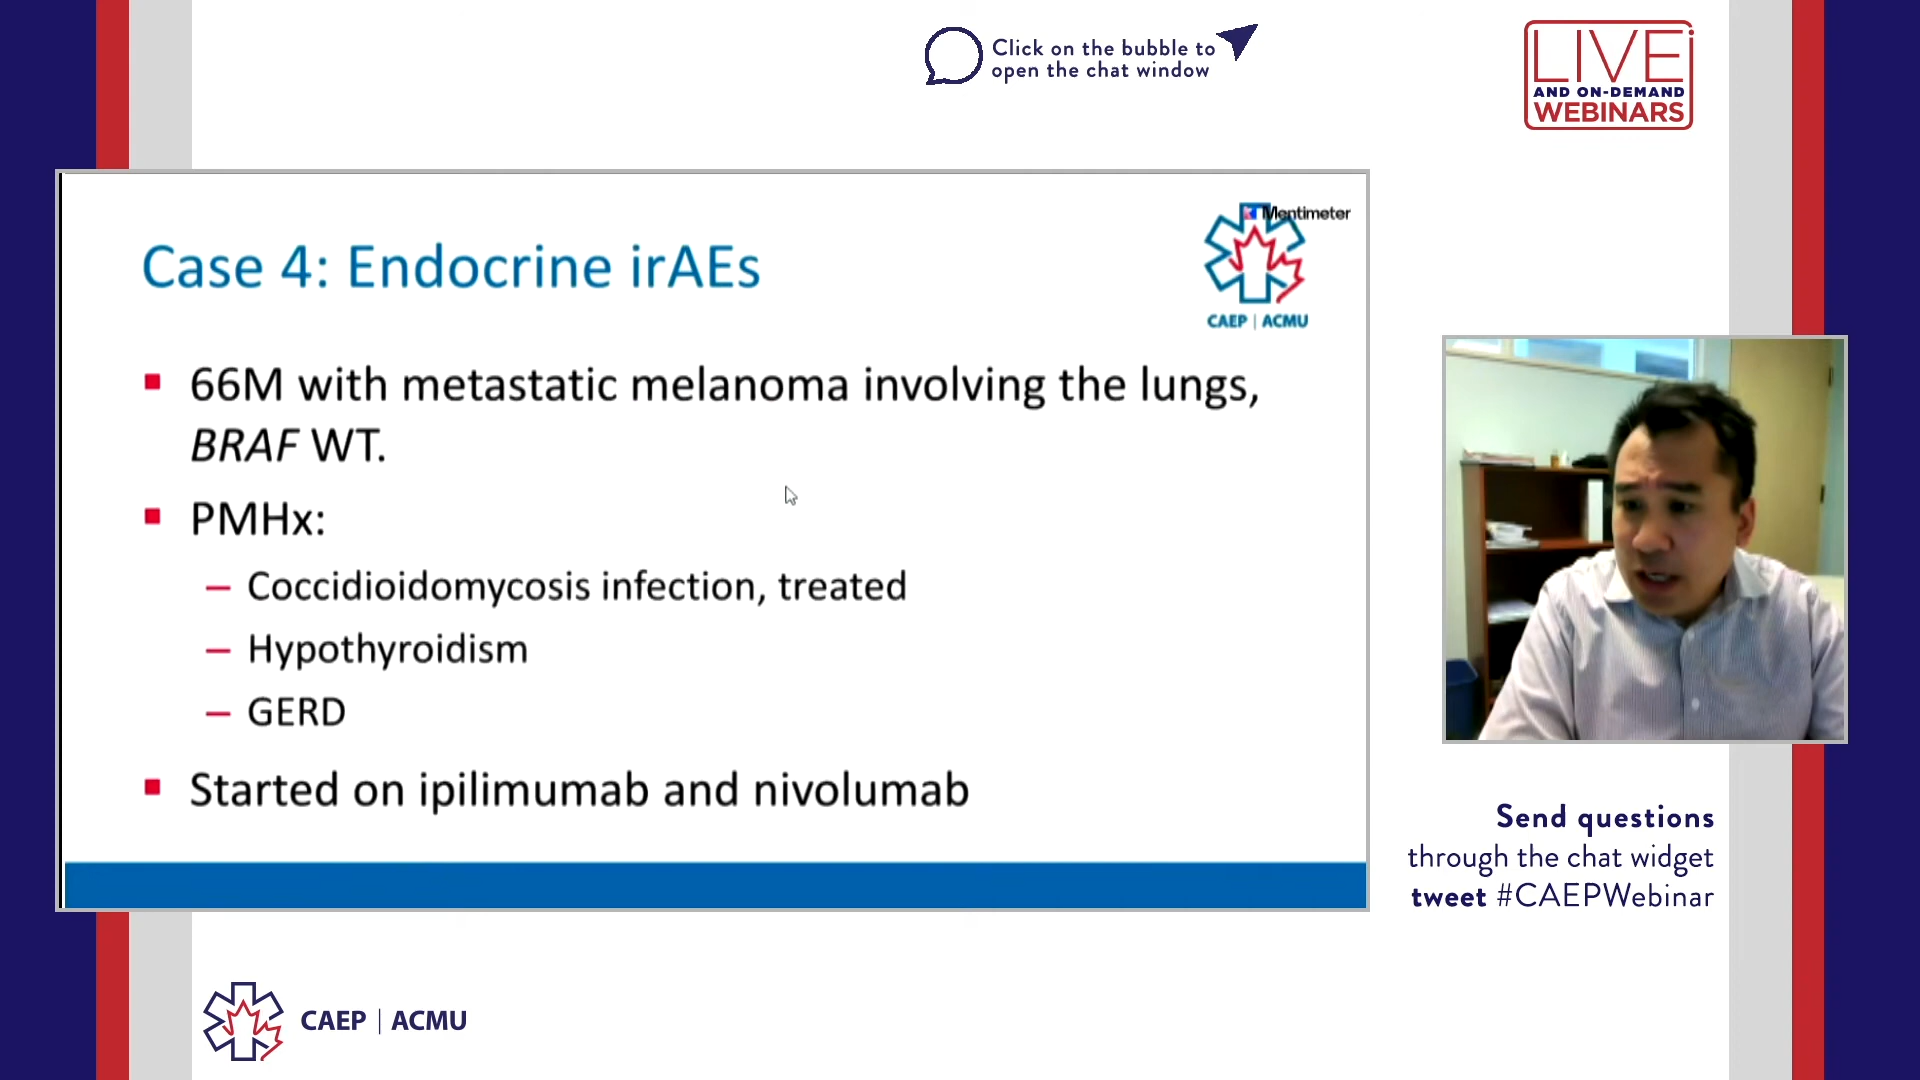 Click on the bubble to
open the chat window
LIVE
AND ON-DEMAND
WEBINARS
Mentimeter
CAEP | ACMU
Case 4: Endocrine irAEs
66M with metastatic melanoma involving the lungs,
BRAF WT.
PMHx:
– Coccidioidomycosis infection, treated
– Hypothyroidism
– GERD
Started on ipilimumab and nivolumab
Send questions
through the chat widget
tweet #CAEPWebinar
CAEP | ACMU